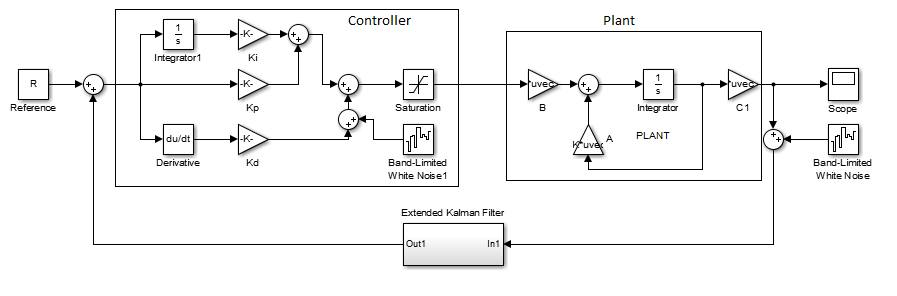 Controller
Plant
1
s
Integrator1
-K-
Ki
R
Reference
-K-
Kp
Saturation
*uvec
B
1
s
Integrator
*uvec
C1
Scope
du/dt
Derivative
-K-
Kd
Band-Limited
White Noise1
K*uvec
A
PLANT
Band-Limited
White Noise
Extended Kalman Filter
Out1
In1